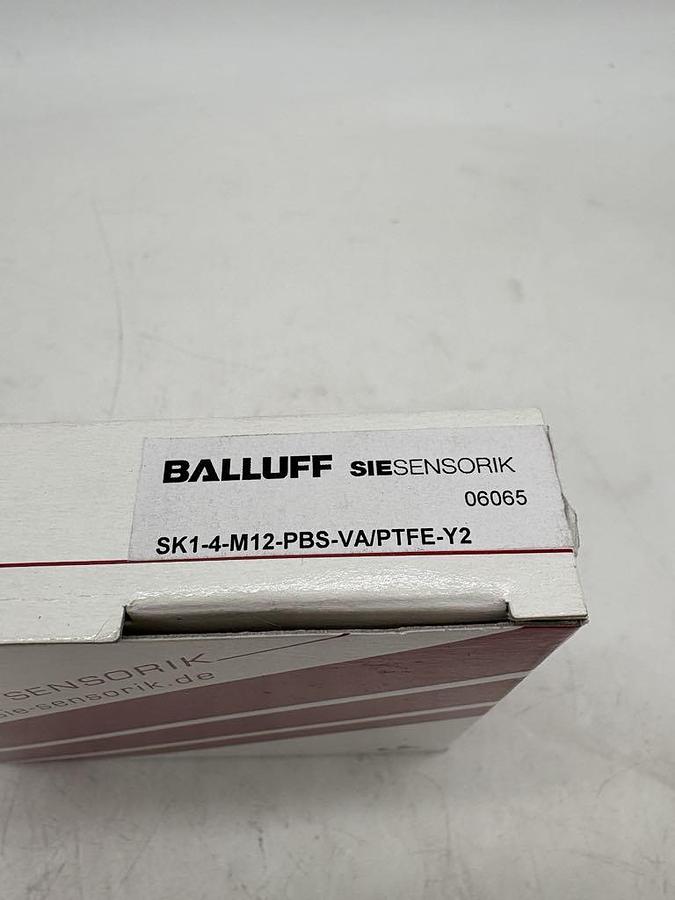 BALLUFF SIESENSORIK
06065
SK1-4-M12-PBS-VA/PTFE-Y2
SENSORIK
sie-sensorik.de